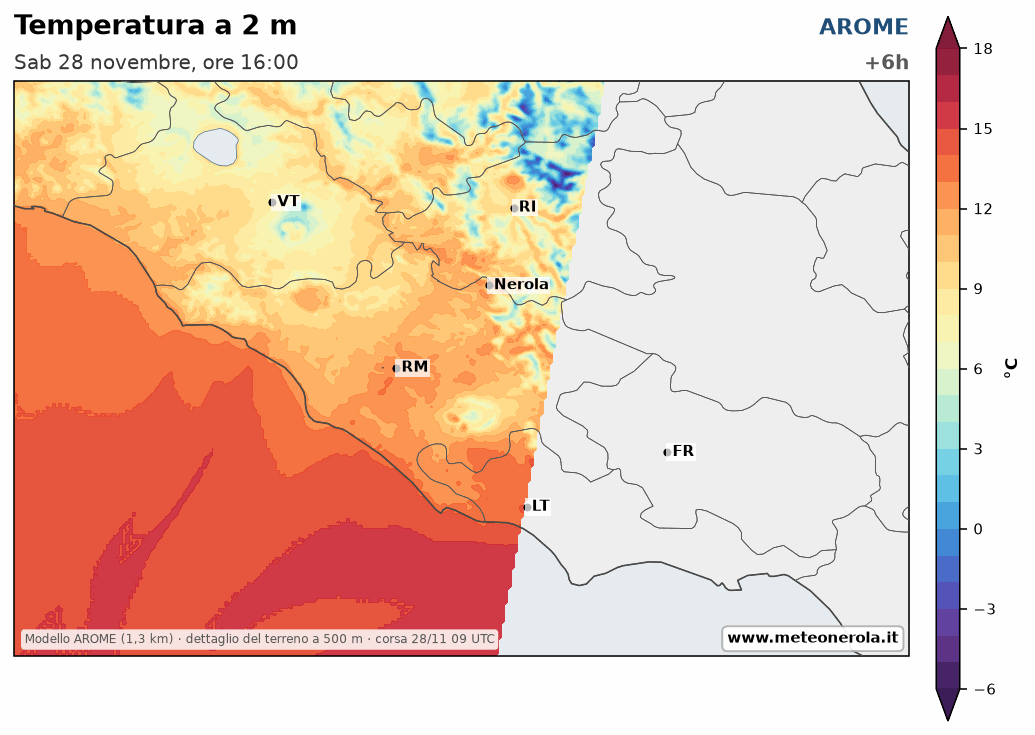 Temperatura a 2 m
AROME
Sab 28 novembre, ore 16:00
+6h
VT
RI
Nerola
RM
FR
LT
Modello AROME (1,3 km) · dettaglio del terreno a 500 m · corsa 28/11 09 UTC
www.meteonerola.it
18
15
12
9
6
3
0
−3
−6
°C